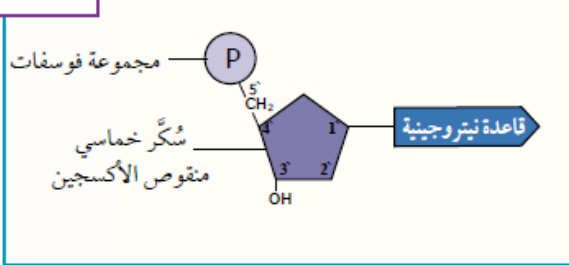 مجموعة فوسفات
P
5`
CH₂
4`
1`
قاعدة نيتروجينية
سُكَّر خماسي
منقوص الأكسجين
3`
2`
OH